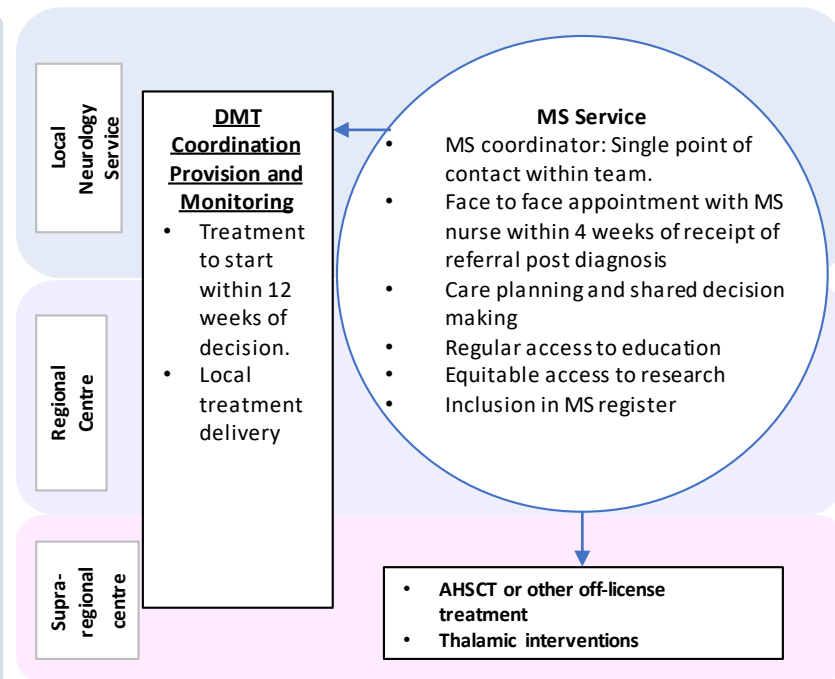 Local
Neurology
Service
DMT
Coordination
Provision and
Monitoring
• Treatment
to start
within 12
weeks of
decision.
• Local
treatment
delivery
MS Service
• MS coordinator: Single point of
contact within team.
• Face to face appointment with MS
nurse within 4 weeks of receipt of
referral post diagnosis
• Care planning and shared decision
making
• Regular access to education
• Equitable access to research
• Inclusion in MS register
Regional
Centre
Supra-
regional
centre
• AHSCT or other off-license
treatment
• Thalamic interventions